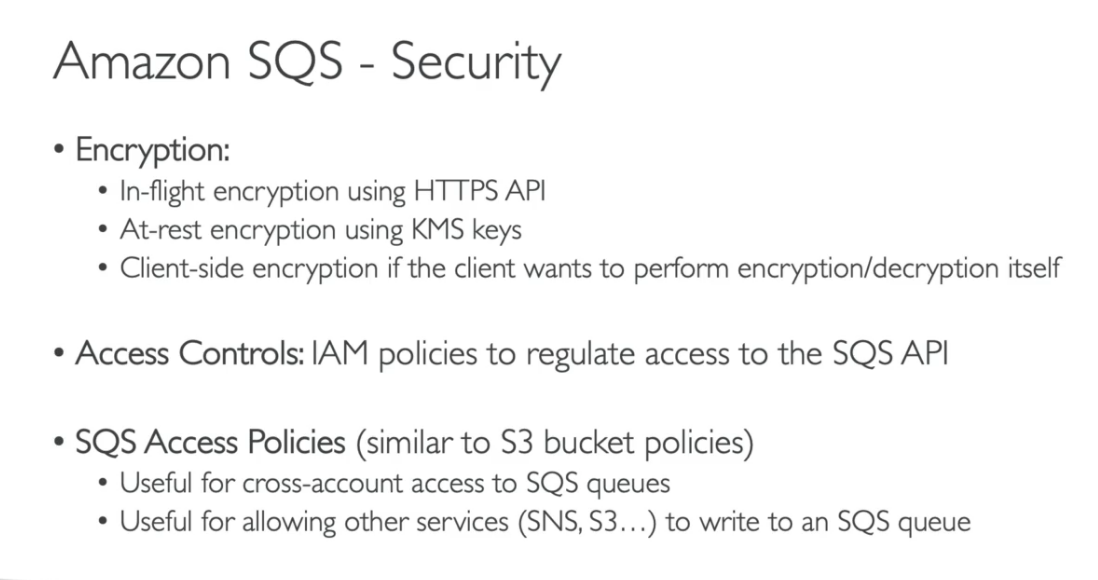 Amazon SQS - Security
• Encryption:
• In-flight encryption using HTTPS API
• At-rest encryption using KMS keys
• Client-side encryption if the client wants to perform encryption/decryption itself
• Access Controls: IAM policies to regulate access to the SQS API
• SQS Access Policies (similar to S3 bucket policies)
• Useful for cross-account access to SQS queues
• Useful for allowing other services (SNS, S3…) to write to an SQS queue